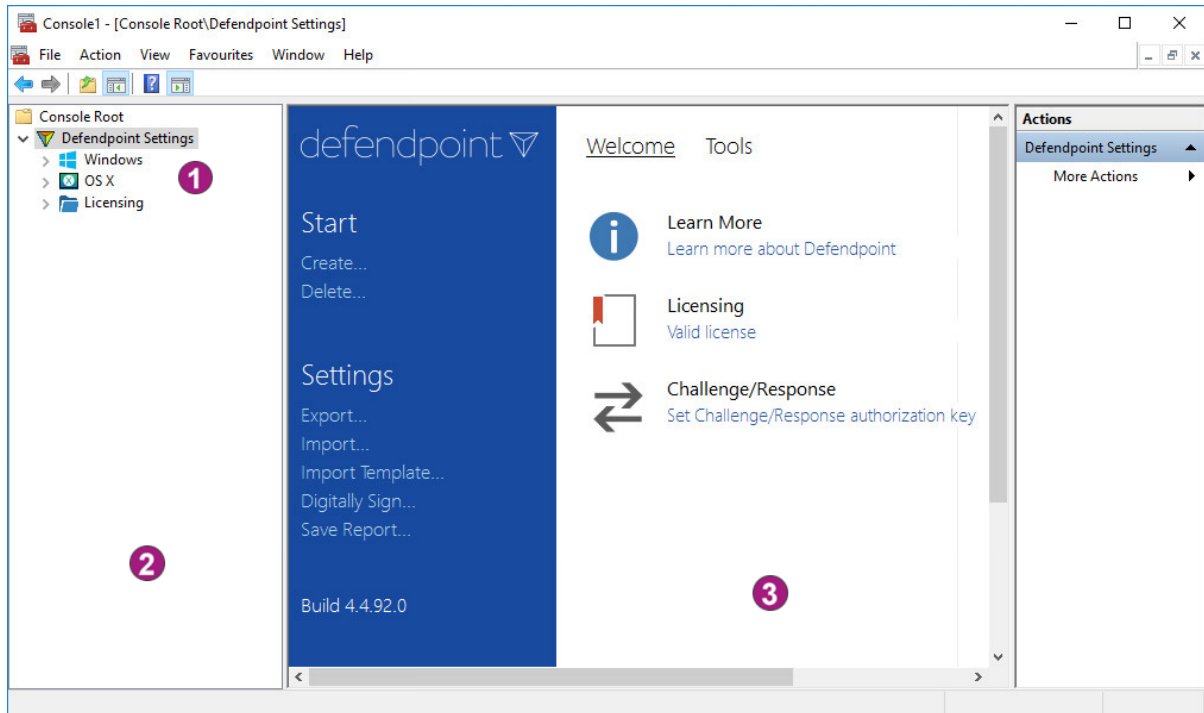 Console1 - [Console Root\Defendpoint Settings]
File Action View Favourites Window Help
Console Root
Defendpoint Settings
Windows
OS X
Licensing
1
2
defendpoint
Start
Create...
Delete...
Settings
Export...
Import...
Import Template...
Digitally Sign...
Save Report...
Build 4.4.92.0
Welcome Tools
Learn More
Learn more about Defendpoint
Licensing
Valid license
Challenge/Response
Set Challenge/Response authorization key
3
Actions
Defendpoint Settings
More Actions